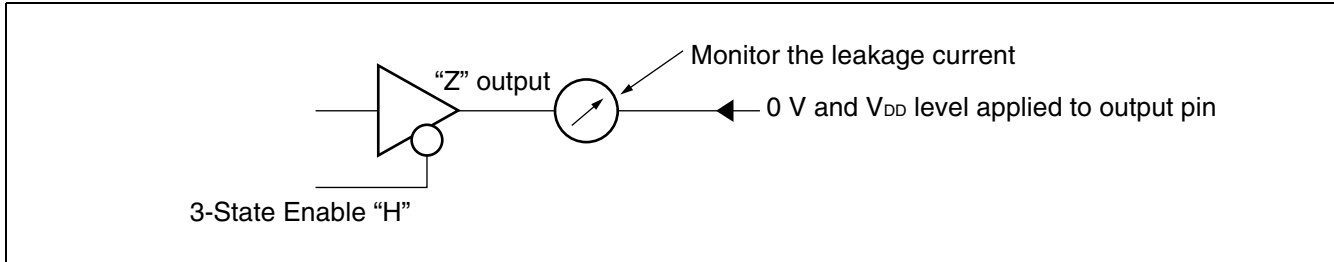 Monitor the leakage current
“Z” output
0 V and VDD level applied to output pin
3-State Enable “H”